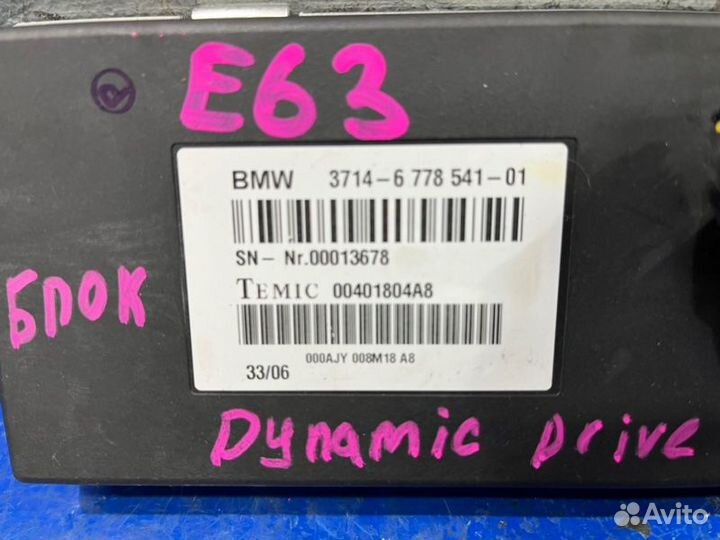 E63
BMW 3714-6 778 541-01
SN- Nr.00013678
TEMIC 00401804A8
000AJY 008M18 A8
33/06
БЛОК
Dynamic Drive
Avito